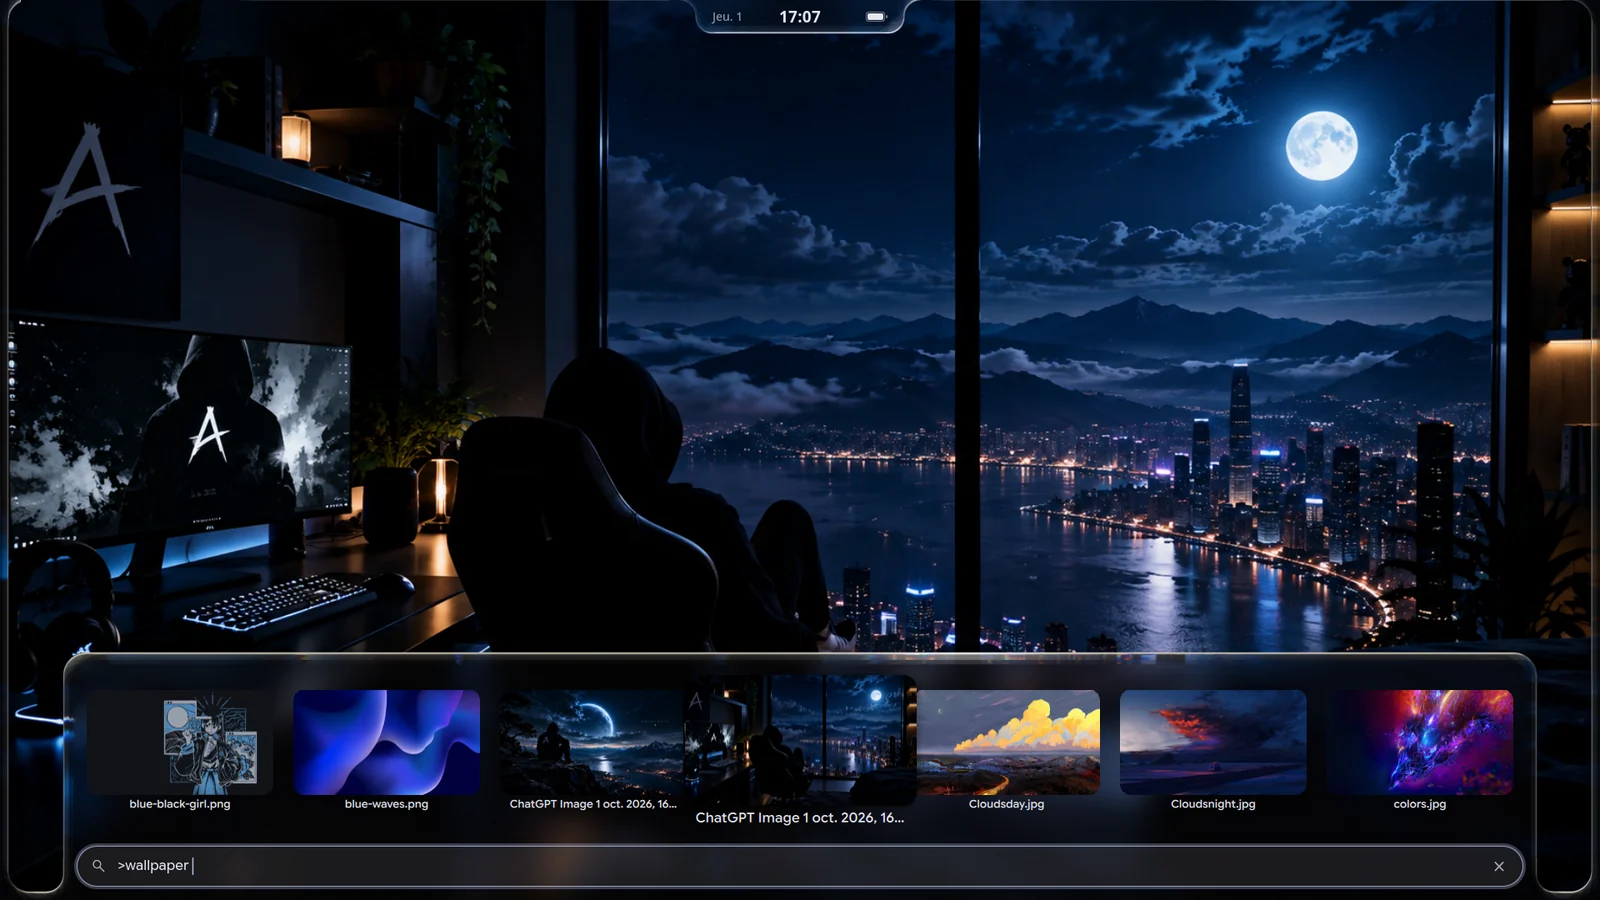 Jeu. 1 17:07
A
A
blue-black-girl.png
blue-waves.png
ChatGPT Image 1 oct. 2026, 16...
ChatGPT Image 1 oct. 2026, 16...
Cloudsday.jpg
Cloudsnight.jpg
colors.jpg
>wallpaper